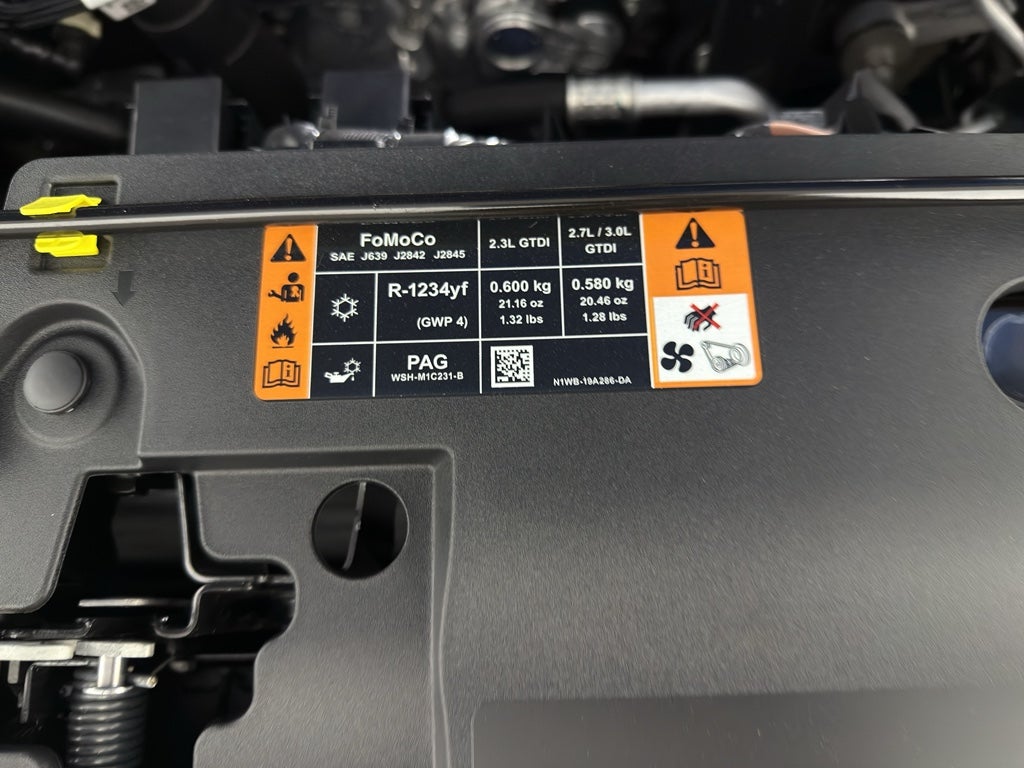 FoMoCo
SAE J639 J2842 J2845
2.3L GTDI
2.7L / 3.0L
GTDI
R-1234yf
(GWP 4)
0.600 kg
21.16 oz
1.32 lbs
0.580 kg
20.46 oz
1.28 lbs
PAG
WSH-M1C231-B
N1WB-19A286-DA